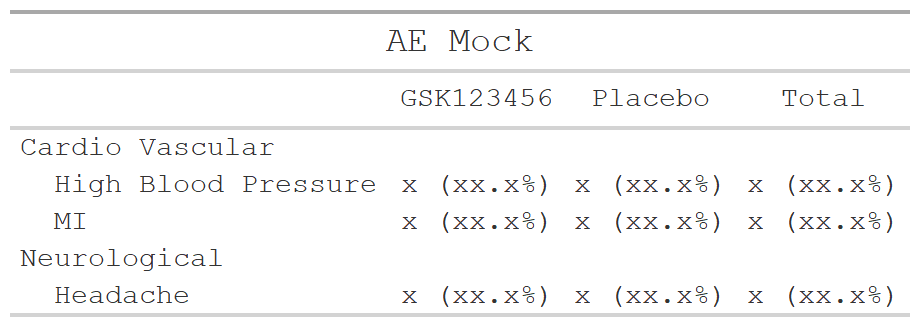 AE Mock
GSK123456 Placebo Total
Cardio Vascular
High Blood Pressure x (xx.x%) x (xx.x%) x (xx.x%)
MI x (xx.x%) x (xx.x%) x (xx.x%)
Neurological
Headache x (xx.x%) x (xx.x%) x (xx.x%)